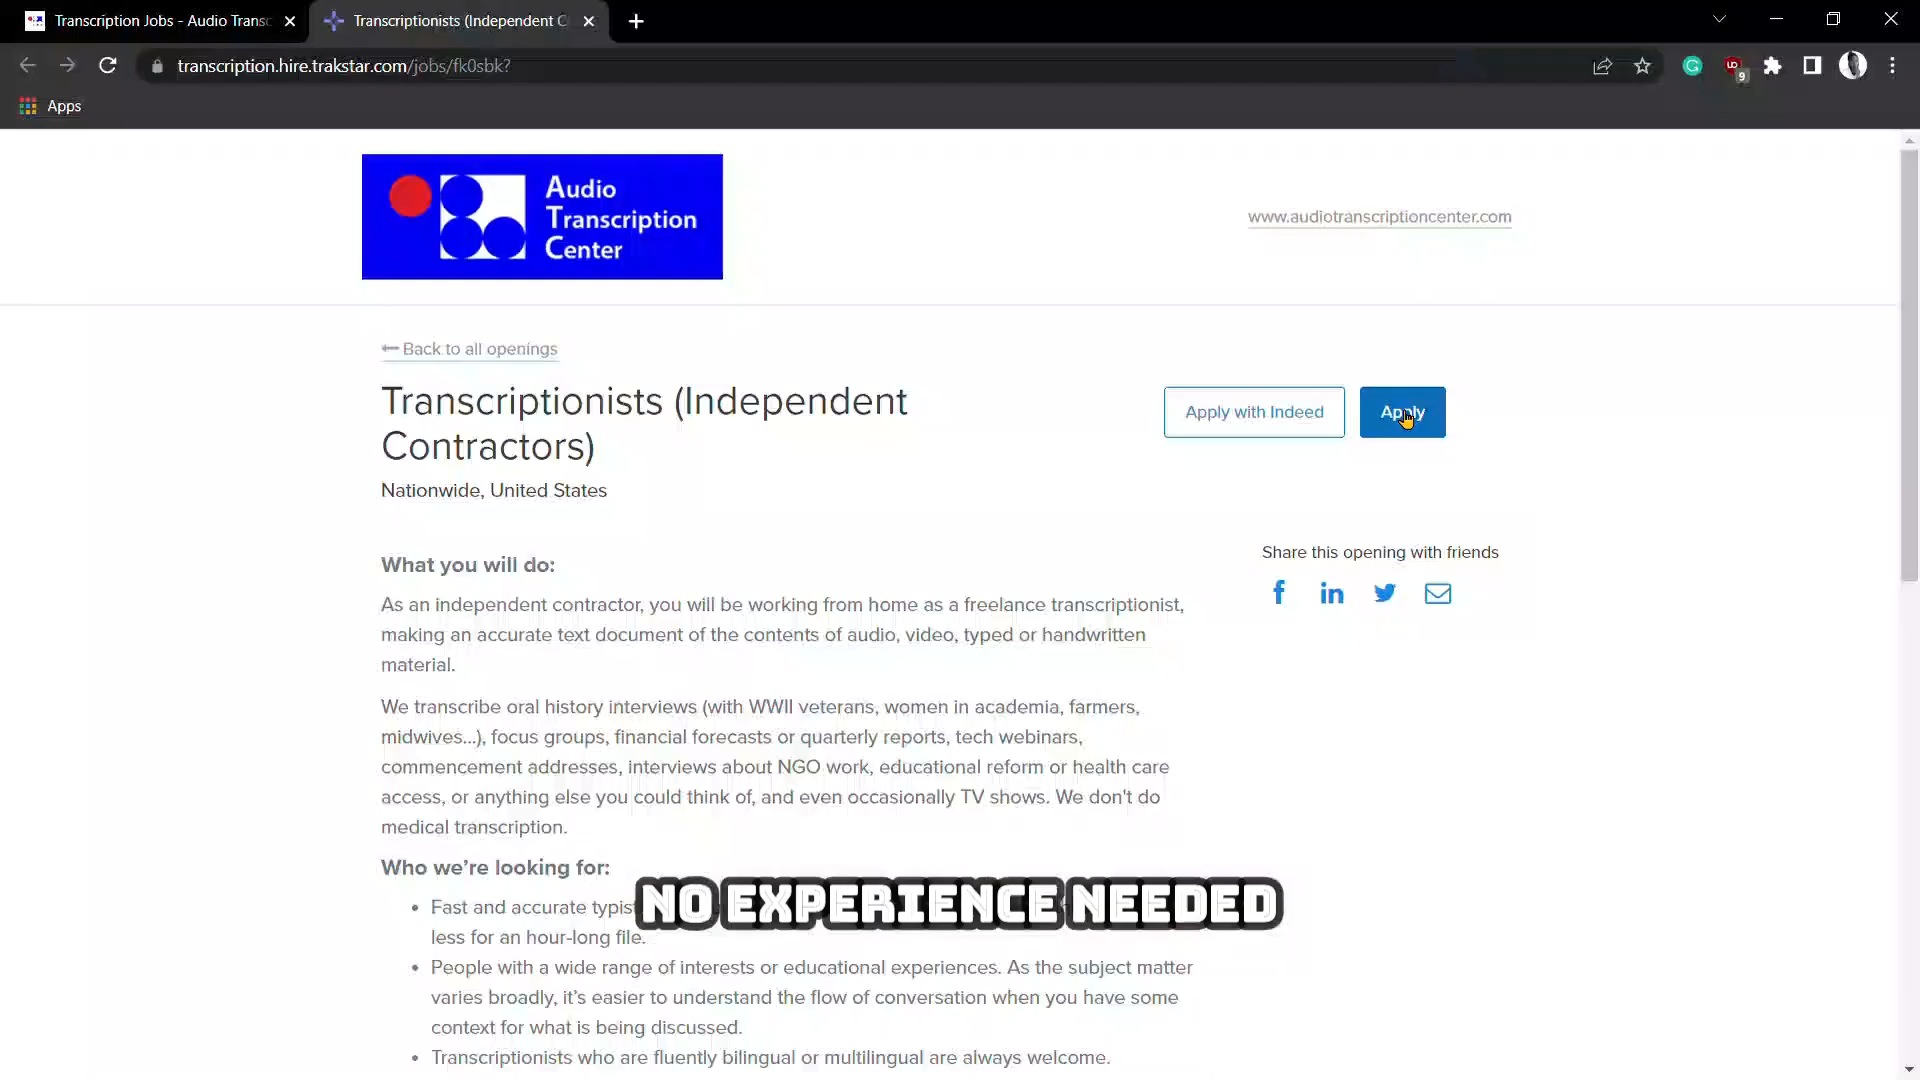 Transcription Jobs - Audio Transc
Transcriptionists (Independent C
transcription.hire.trakstar.com/jobs/fk0sbk?
9
Apps
Audio
Transcription
Center
www.audiotranscriptioncenter.com
Back to all openings
Transcriptionists (Independent
Contractors)
Apply with Indeed
Apply
Nationwide, United States
What you will do:
Share this opening with friends
As an independent contractor, you will be working from home as a freelance transcriptionist,
making an accurate text document of the contents of audio, video, typed or handwritten
material.
We transcribe oral history interviews (with WWII veterans, women in academia, farmers,
midwives...), focus groups, financial forecasts or quarterly reports, tech webinars,
commencement addresses, interviews about NGO work, educational reform or health care
access, or anything else you could think of, and even occasionally TV shows. We don't do
medical transcription.
Who we're looking for:
Fast and accurate typist
NO EXPERIENCE NEEDED
less for an hour-long file.
People with a wide range of interests or educational experiences. As the subject matter
varies broadly, it's easier to understand the flow of conversation when you have some
context for what is being discussed.
Transcriptionists who are fluently bilingual or multilingual are always welcome.